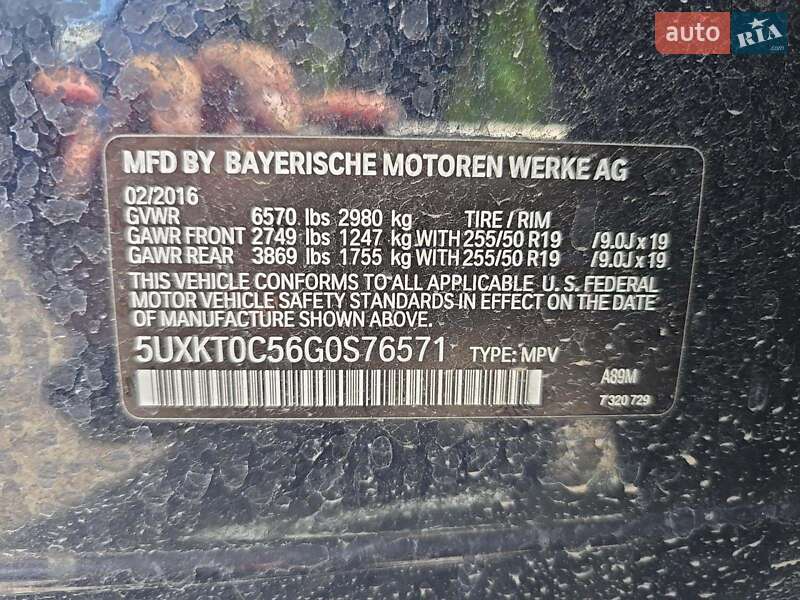 auto RIA
.com
MFD BY BAYERISCHE MOTOREN WERKE AG
02/2016
GVWR 6570 lbs 2980 kg TIRE / RIM
GAWR FRONT 2749 lbs 1247 kg WITH 255/50 R19 / 9.0J x 19
GAWR REAR 3869 lbs 1755 kg WITH 255/50 R19 / 9.0J x 19
THIS VEHICLE CONFORMS TO ALL APPLICABLE U. S. FEDERAL
MOTOR VEHICLE SAFETY STANDARDS IN EFFECT ON THE DATE
OF MANUFACTURE SHOWN ABOVE.
5UXKT0C56G0S76571 TYPE: MPV
A89M
7 320 729